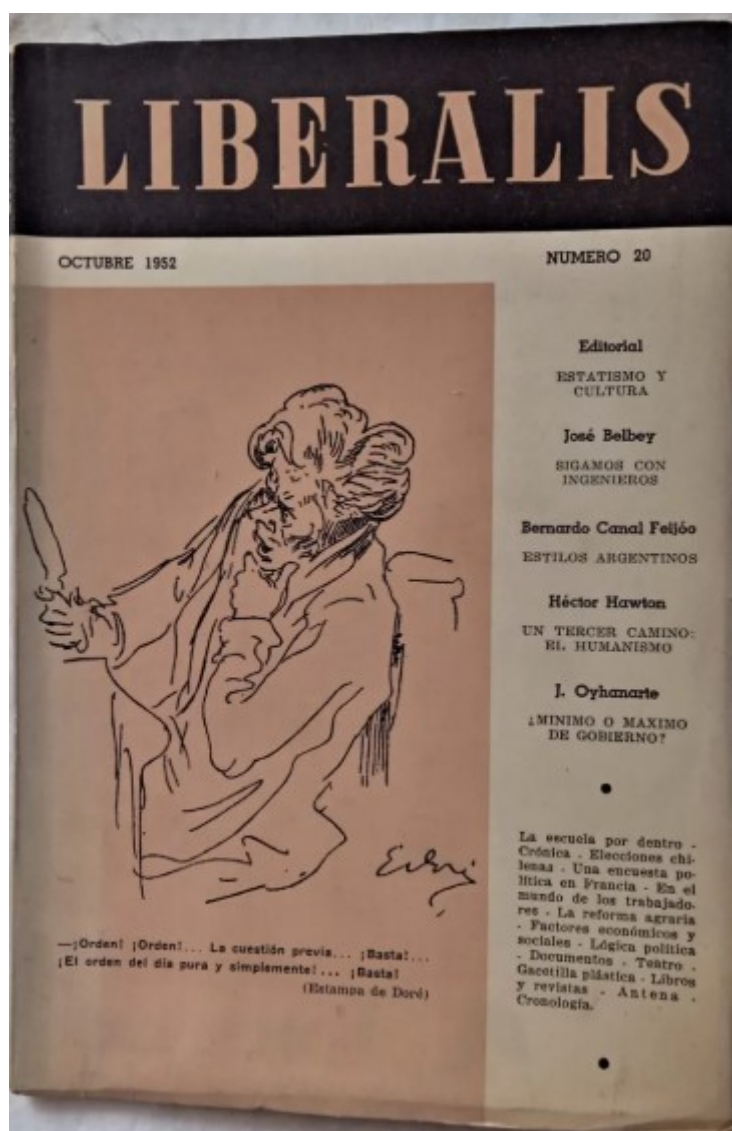 LIBERALIS
OCTUBRE 1952
NUMERO 20
—¡Orden! ¡Orden!... La cuestión previa... ¡Basta!...
¡El orden del día pura y simplemente!... ¡Basta!
(Estampa de Doré)
Editorial
ESTATISMO Y
CULTURA
José Belbey
SIGAMOS CON
INGENIEROS
Bernardo Canal Feijóo
ESTILOS ARGENTINOS
Héctor Hawton
UN TERCER CAMINO:
EL HUMANISMO
J. Oyhanarte
¿MINIMO O MAXIMO
DE GOBIERNO?
La escuela por dentro -
Crónica - Elecciones chi-
lenas - Una encuesta po-
lítica en Francia - En el
mundo de los trabajado-
res - La reforma agraria
- Factores económicos y
sociales - Lógica política
- Documentos - Teatro -
Gacetilla plástica - Libros
y revistas - Antena -
Cronología.